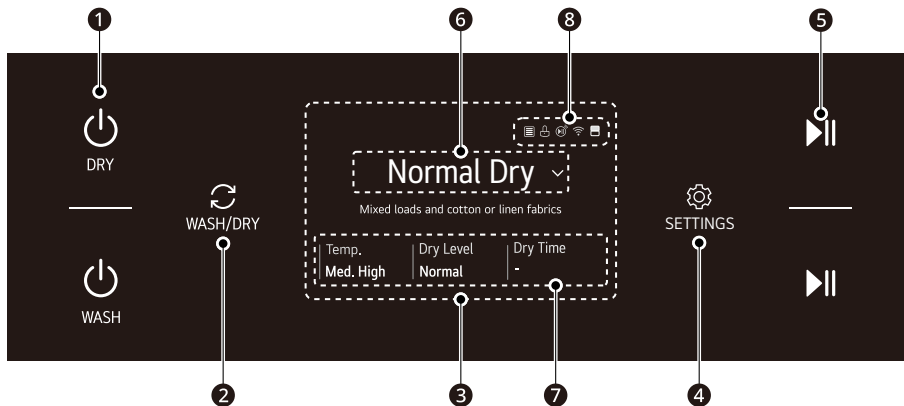 1 6 8 5
DRY
Normal Dry
Mixed loads and cotton or linen fabrics
WASH/DRY
SETTINGS
Temp. Dry Level Dry Time
Med. High Normal -
WASH
2 3 7 4